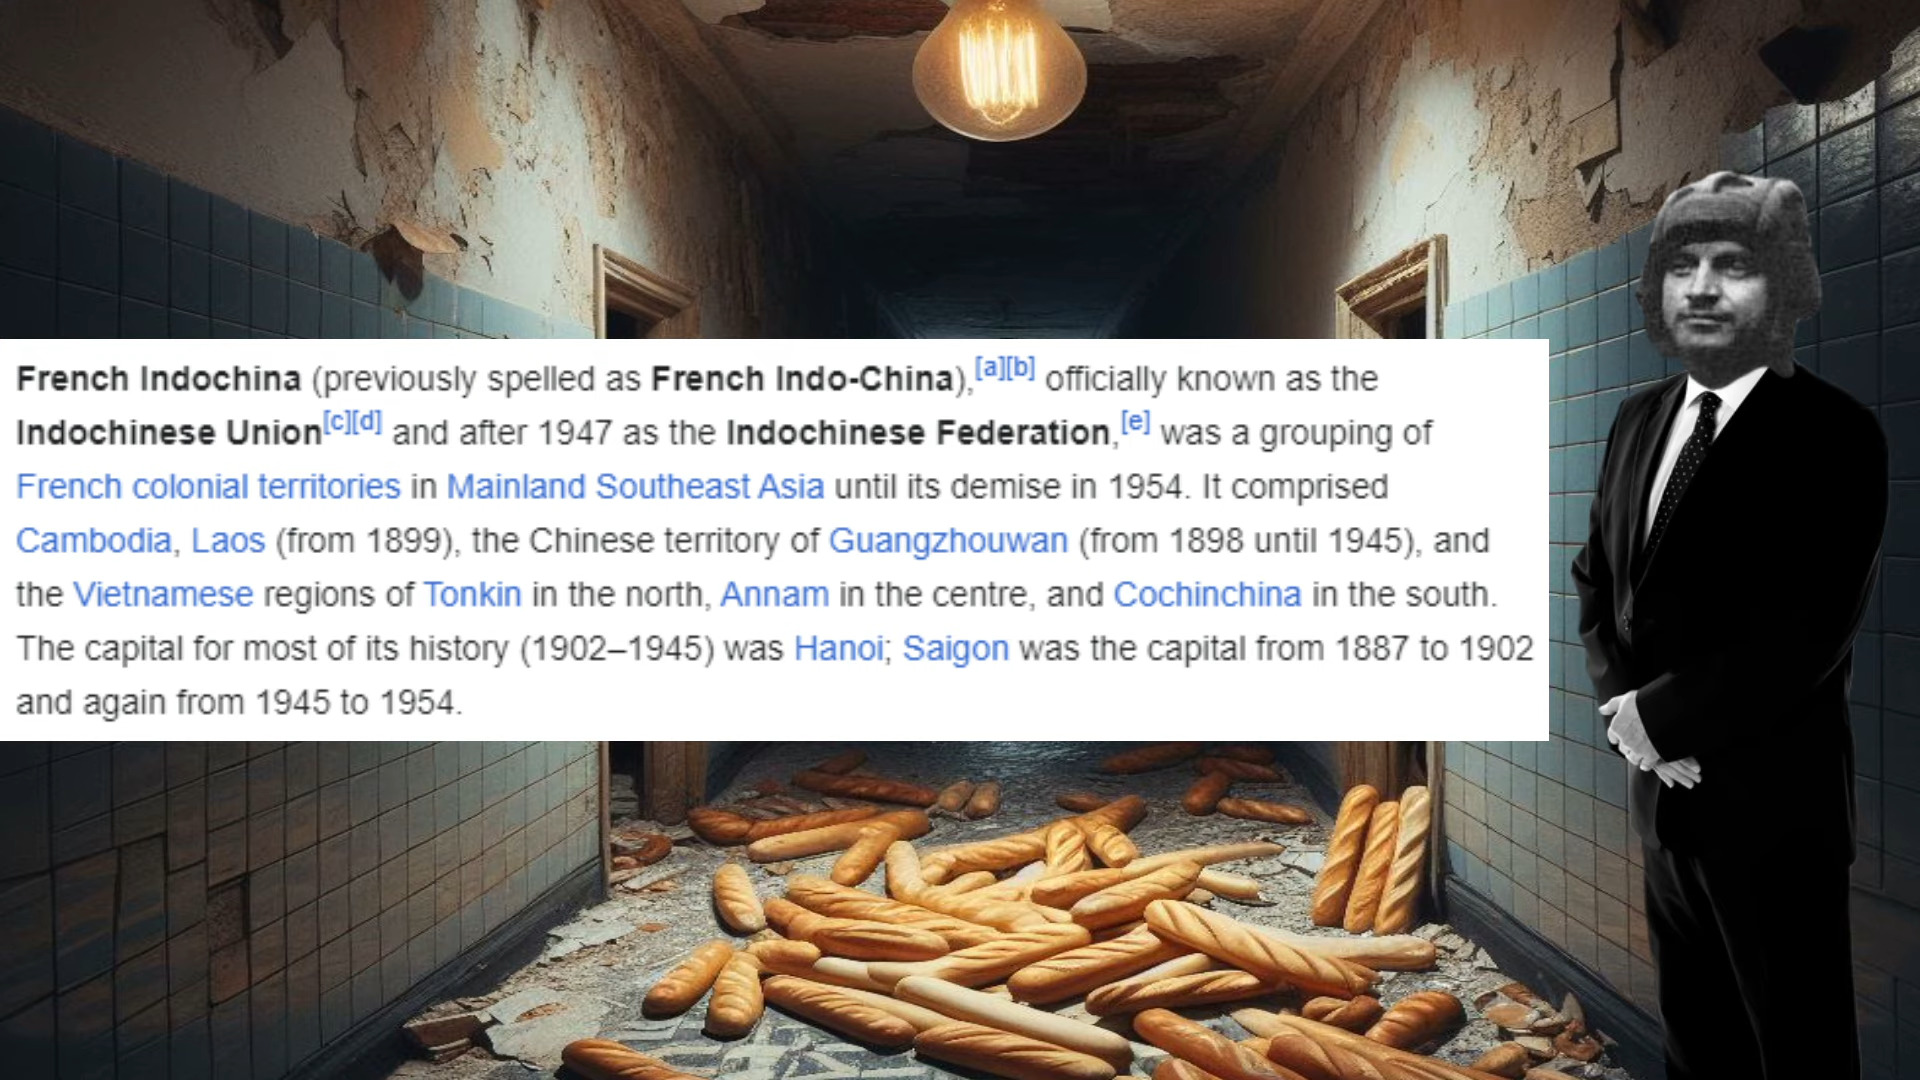 French Indochina (previously spelled as French Indo-China),[a][b] officially known as the
Indochinese Union[c][d] and after 1947 as the Indochinese Federation,[e] was a grouping of
French colonial territories in Mainland Southeast Asia until its demise in 1954. It comprised
Cambodia, Laos (from 1899), the Chinese territory of Guangzhouwan (from 1898 until 1945), and
the Vietnamese regions of Tonkin in the north, Annam in the centre, and Cochinchina in the south.
The capital for most of its history (1902–1945) was Hanoi; Saigon was the capital from 1887 to 1902
and again from 1945 to 1954.